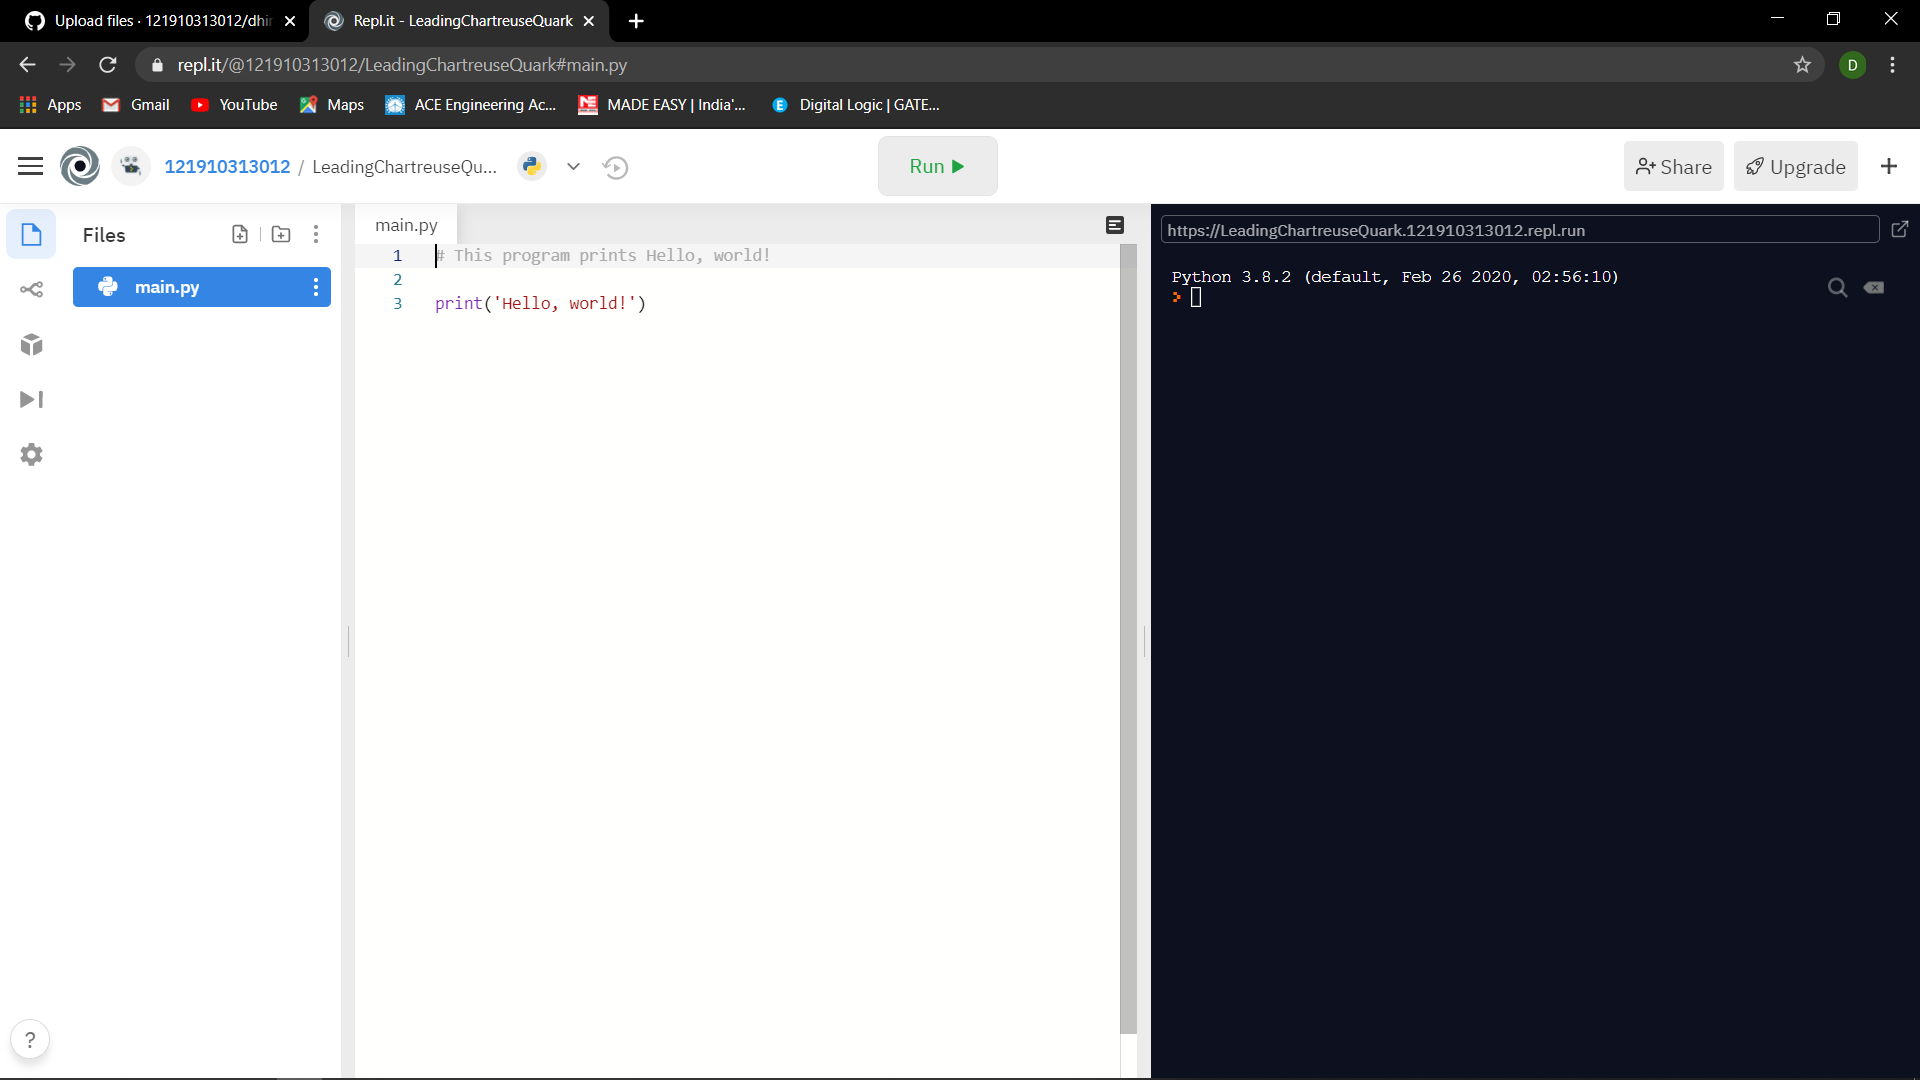 Upload files · 121910313012/dhir
Repl.it - LeadingChartreuseQuark
repl.it/@121910313012/LeadingChartreuseQuark#main.py
D
Apps
Gmail
YouTube
Maps
ACE Engineering Ac...
MADE EASY | India'...
Digital Logic | GATE...
121910313012 / LeadingChartreuseQu...
Run
Share
Upgrade
Files
main.py
main.py
1 # This program prints Hello, world!
2
3 print('Hello, world!')
https://LeadingChartreuseQuark.121910313012.repl.run
Python 3.8.2 (default, Feb 26 2020, 02:56:10)
>
?